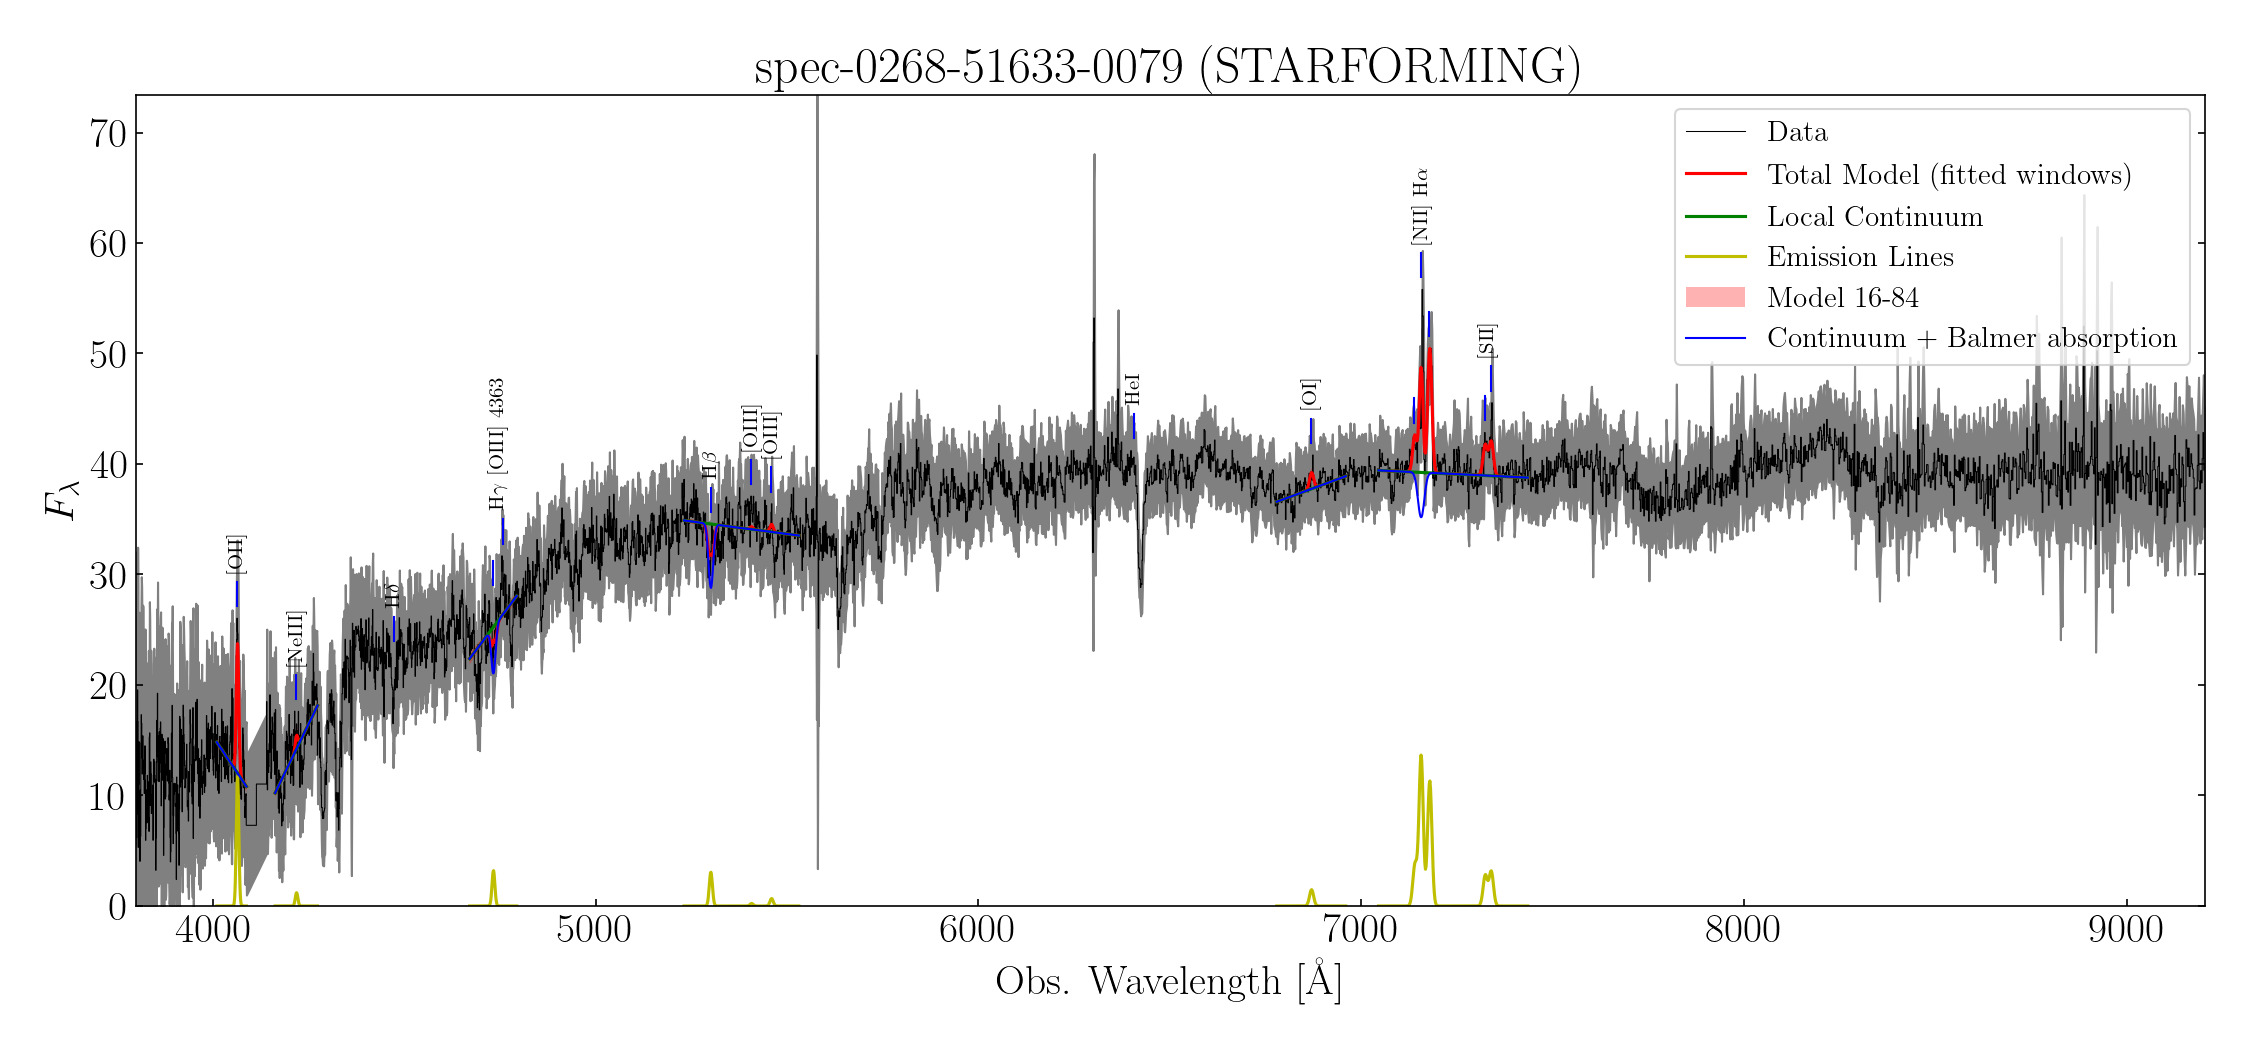 spec-0268-51633-0079 (STARFORMING)
Data
Total Model (fitted windows)
Local Continuum
Emission Lines
Model 16-84
Continuum + Balmer absorption
[OII]
[NeIII]
Hδ
Hγ [OIII] 4363
Hβ
[OIII]
[OIII]
HeI
[OI]
[NII] Hα
[SII]
70
60
50
40
30
20
10
0
F_λ
4000 5000 6000 7000 8000 9000
Obs. Wavelength [Å]